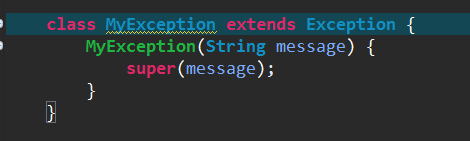 class MyException extends Exception {
    MyException(String message) {
        super(message);
    }
}